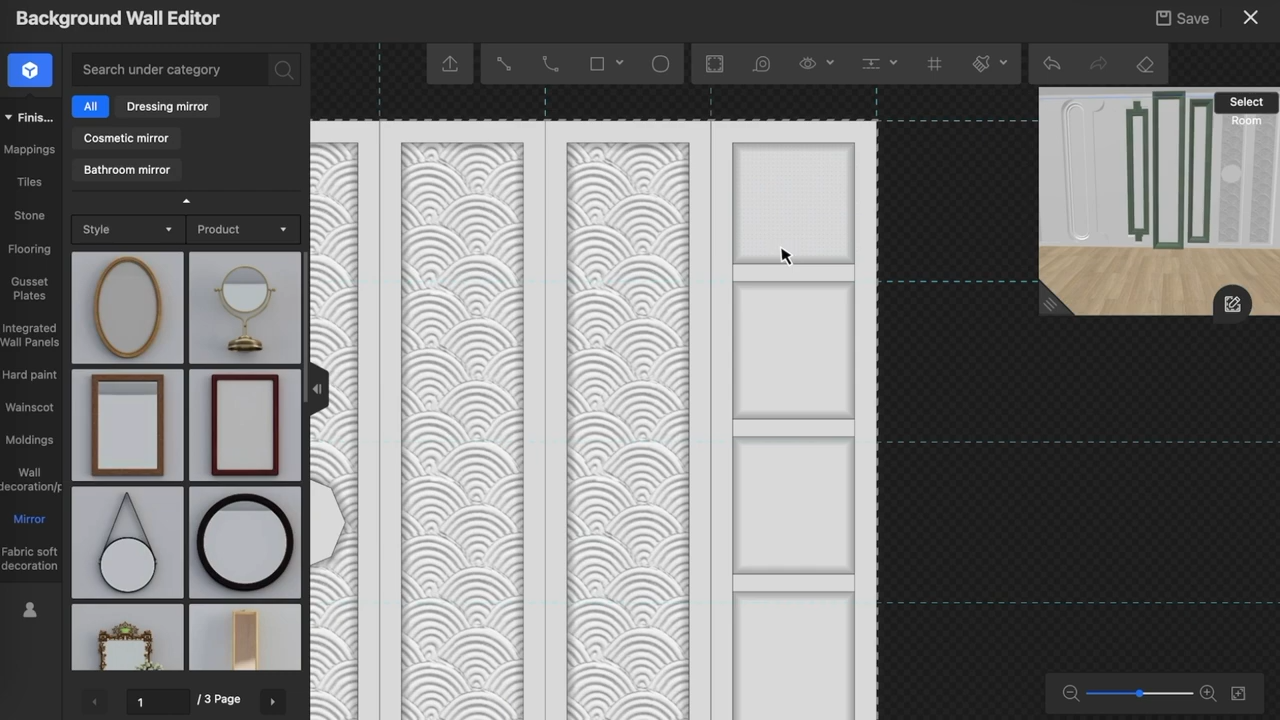 Background Wall Editor
Save
Search under category
All
Dressing mirror
Cosmetic mirror
Bathroom mirror
Style
Product
Finis...
Mappings
Tiles
Stone
Flooring
Gusset
Plates
Integrated
Wall Panels
Hard paint
Wainscot
Moldings
Wall
decoration/p
Mirror
Fabric soft
decoration
1
/ 3 Page
Select
Room